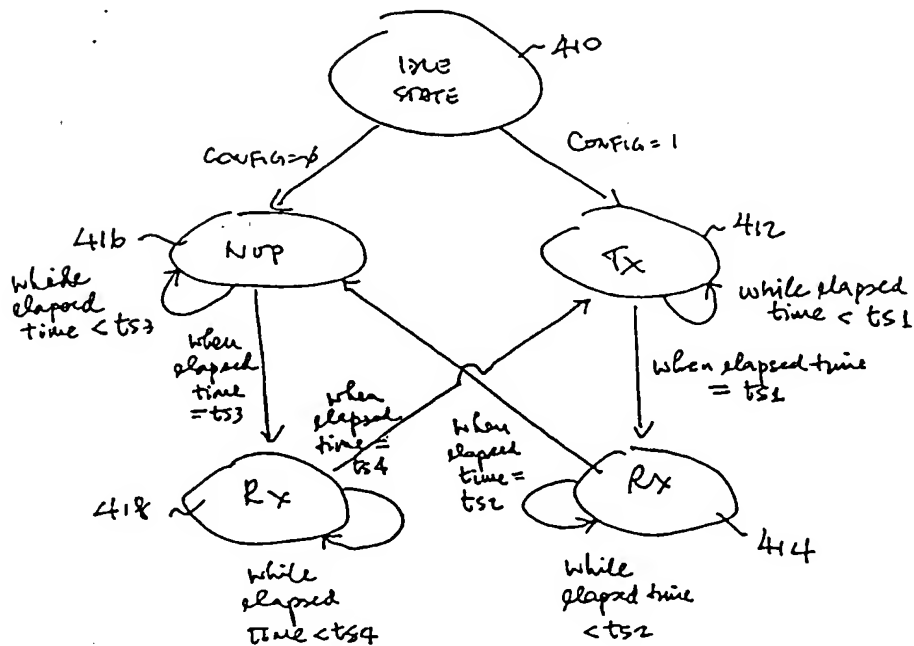 IDLE
STATE
410
CONFIG=0
CONFIG=1
416
NOP
412
Tx
while
elapsed
time < ts3
while elapsed
time < ts1
when
elapsed
time
=ts3
when elapsed time
= ts1
when
elapsed
time =
ts4
when
elapsed
time =
ts2
418
Rx
Rx
414
while
elapsed
Time < ts4
while
elapsed time
< ts2